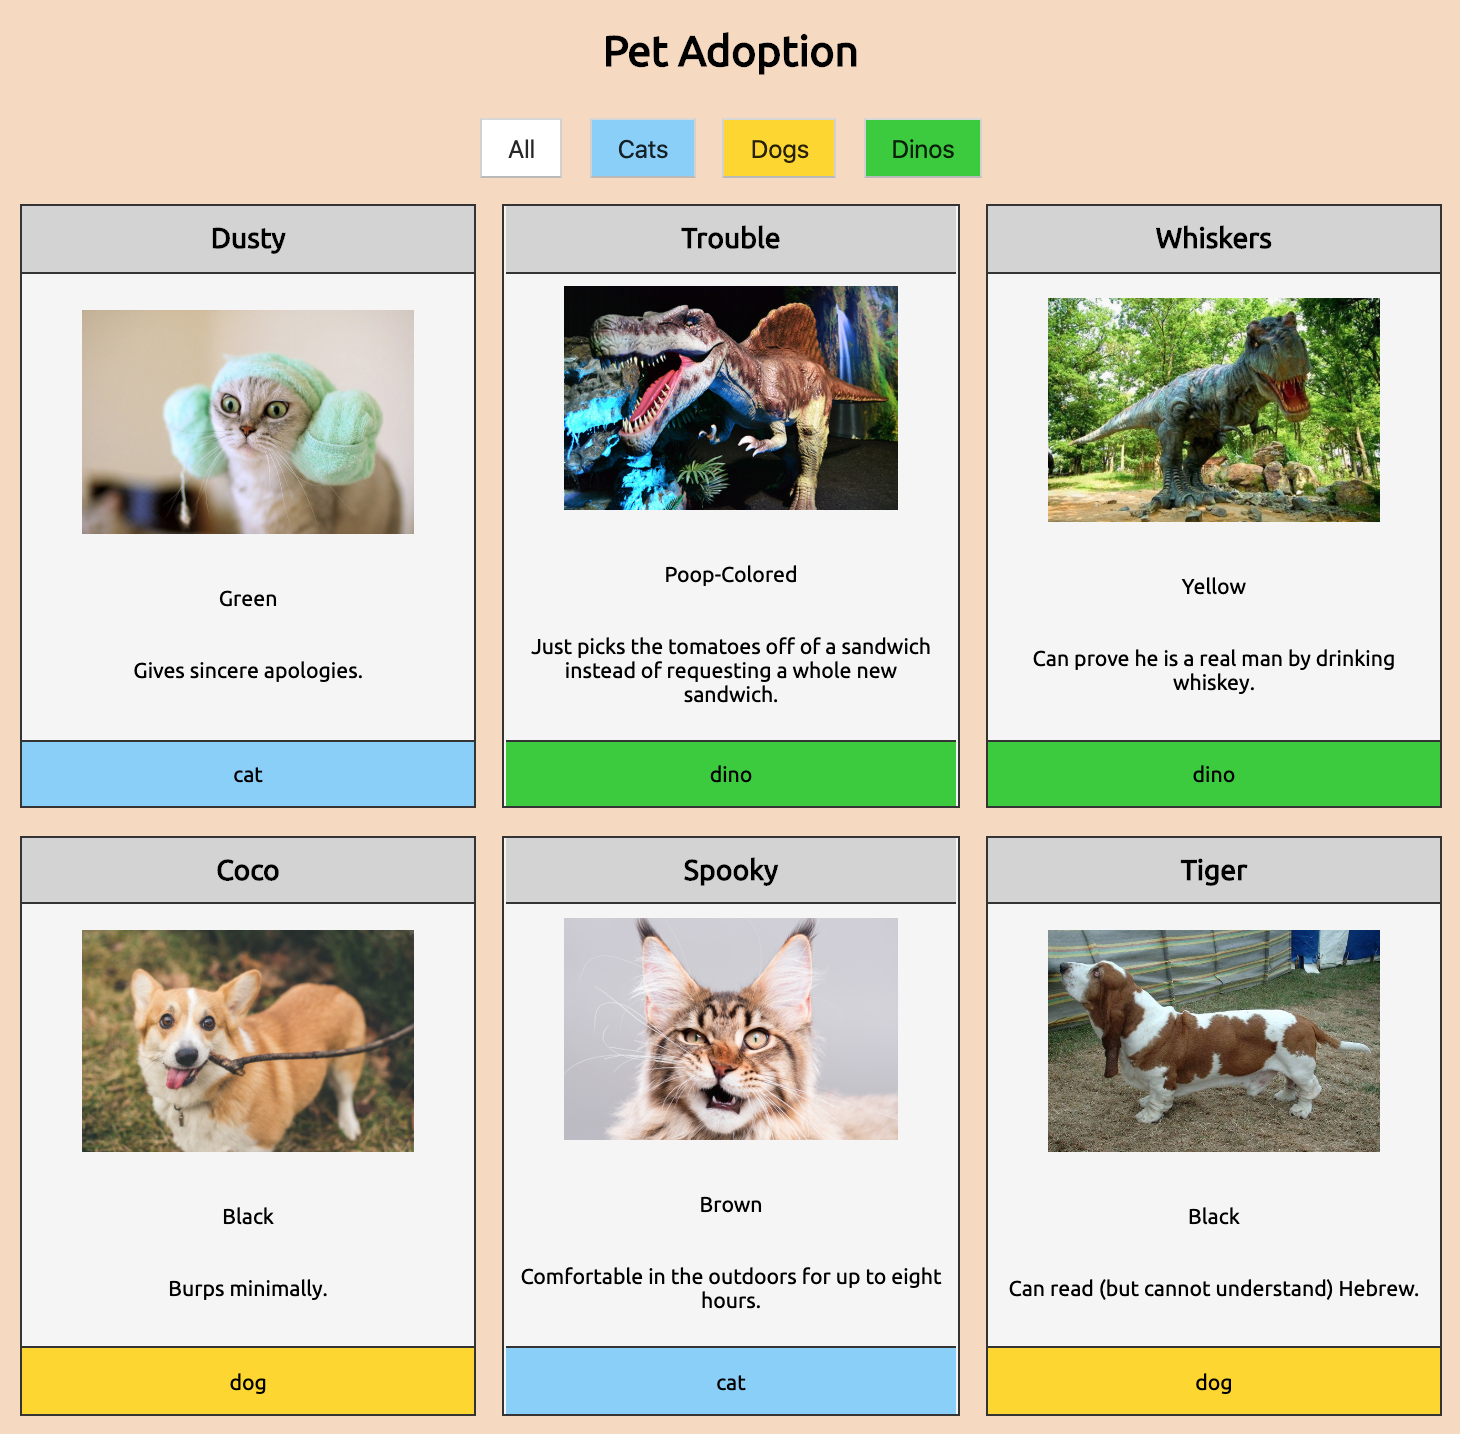 Pet Adoption
All
Cats
Dogs
Dinos
Dusty
Green
Gives sincere apologies.
cat
Trouble
Poop-Colored
Just picks the tomatoes off of a sandwich
instead of requesting a whole new
sandwich.
dino
Whiskers
Yellow
Can prove he is a real man by drinking
whiskey.
dino
Coco
Black
Burps minimally.
dog
Spooky
Brown
Comfortable in the outdoors for up to eight
hours.
cat
Tiger
Black
Can read (but cannot understand) Hebrew.
dog